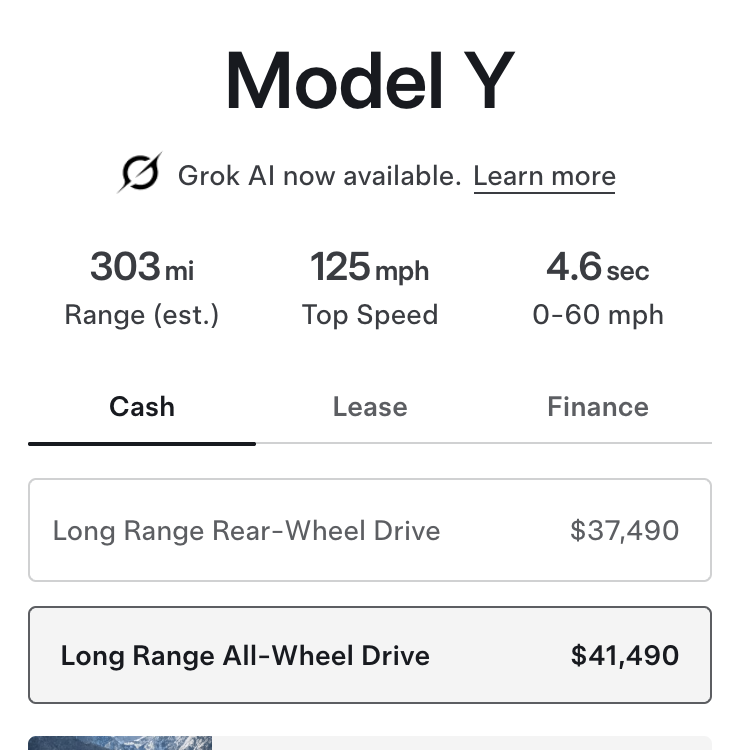 Model Y
Grok AI now available. Learn more
303 mi 125 mph 4.6 sec
Range (est.) Top Speed 0-60 mph
Cash Lease Finance
Long Range Rear-Wheel Drive $37,490
Long Range All-Wheel Drive $41,490